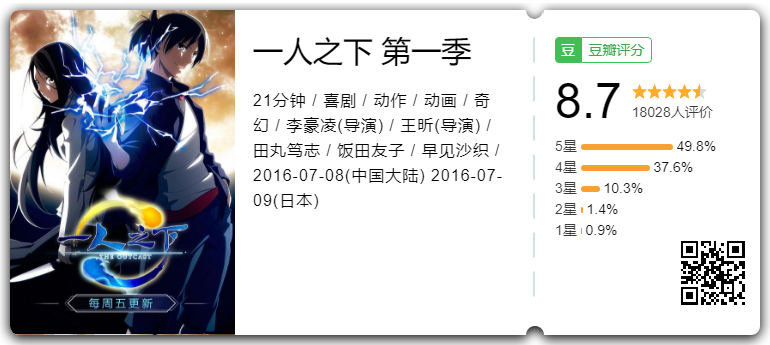 一人之下
THE OUTCAST
每周五更新
一人之下 第一季
21分钟 / 喜剧 / 动作 / 动画 / 奇
幻 / 李豪凌(导演) / 王昕(导演) /
田丸笃志 / 饭田友子 / 早见沙织 /
2016-07-08(中国大陆) 2016-07-
09(日本)
豆 豆瓣评分
8.7
18028人评价
5星 49.8%
4星 37.6%
3星 10.3%
2星 1.4%
1星 0.9%